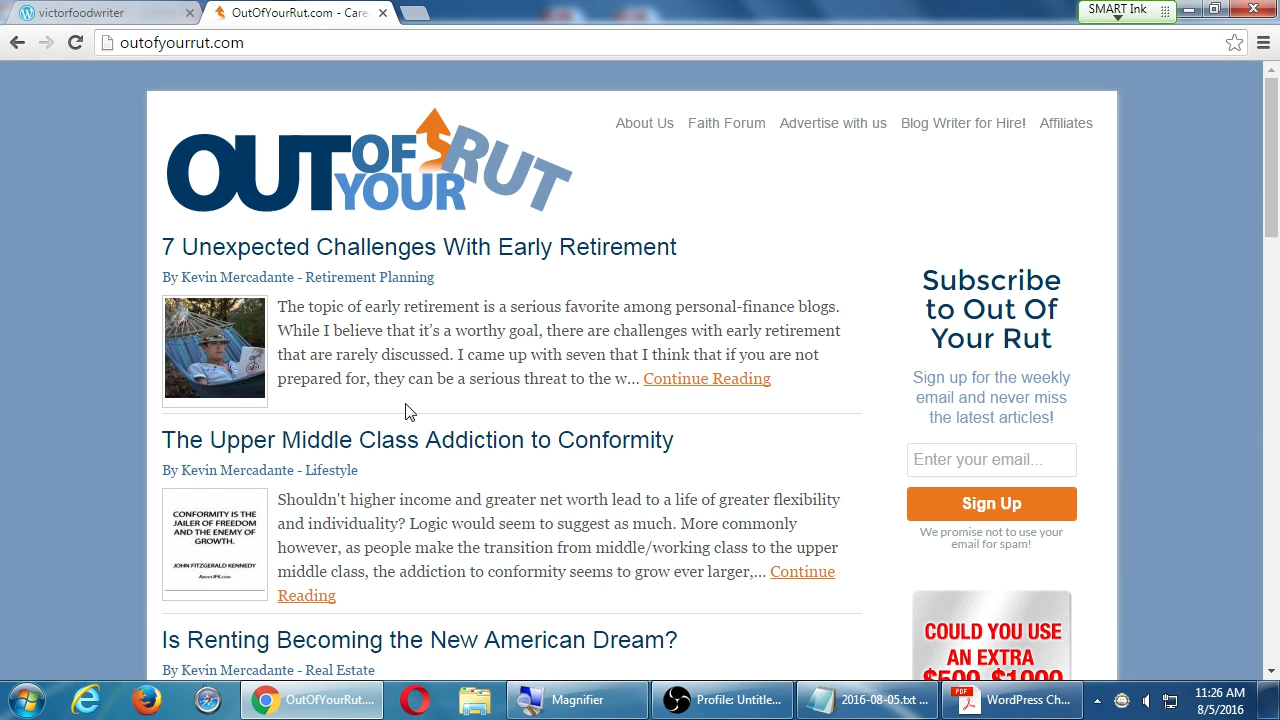 victorfoodwriter
OutOfYourRut.com - Care
SMART Ink
outofyourrut.com
OUT OF YOUR RUT
About Us Faith Forum Advertise with us Blog Writer for Hire! Affiliates
7 Unexpected Challenges With Early Retirement
By Kevin Mercadante - Retirement Planning
The topic of early retirement is a serious favorite among personal-finance blogs.
While I believe that it's a worthy goal, there are challenges with early retirement
that are rarely discussed. I came up with seven that I think that if you are not
prepared for, they can be a serious threat to the w... Continue Reading
The Upper Middle Class Addiction to Conformity
By Kevin Mercadante - Lifestyle
CONFORMITY IS THE
JAILER OF FREEDOM
AND THE ENEMY OF
GROWTH.
JOHN FITZGERALD KENNEDY
AboutJFK.com
Shouldn't higher income and greater net worth lead to a life of greater flexibility
and individuality? Logic would seem to suggest as much. More commonly
however, as people make the transition from middle/working class to the upper
middle class, the addiction to conformity seems to grow ever larger,... Continue
Reading
Is Renting Becoming the New American Dream?
By Kevin Mercadante - Real Estate
Subscribe
to Out Of
Your Rut
Sign up for the weekly
email and never miss
the latest articles!
Enter your email...
Sign Up
We promise not to use your
email for spam!
COULD YOU USE
AN EXTRA
$500-$1000
OutOfYourRut....
Magnifier
Profile: Untitle...
2016-08-05.txt ...
PDF
WordPress Ch...
11:26 AM
8/5/2016